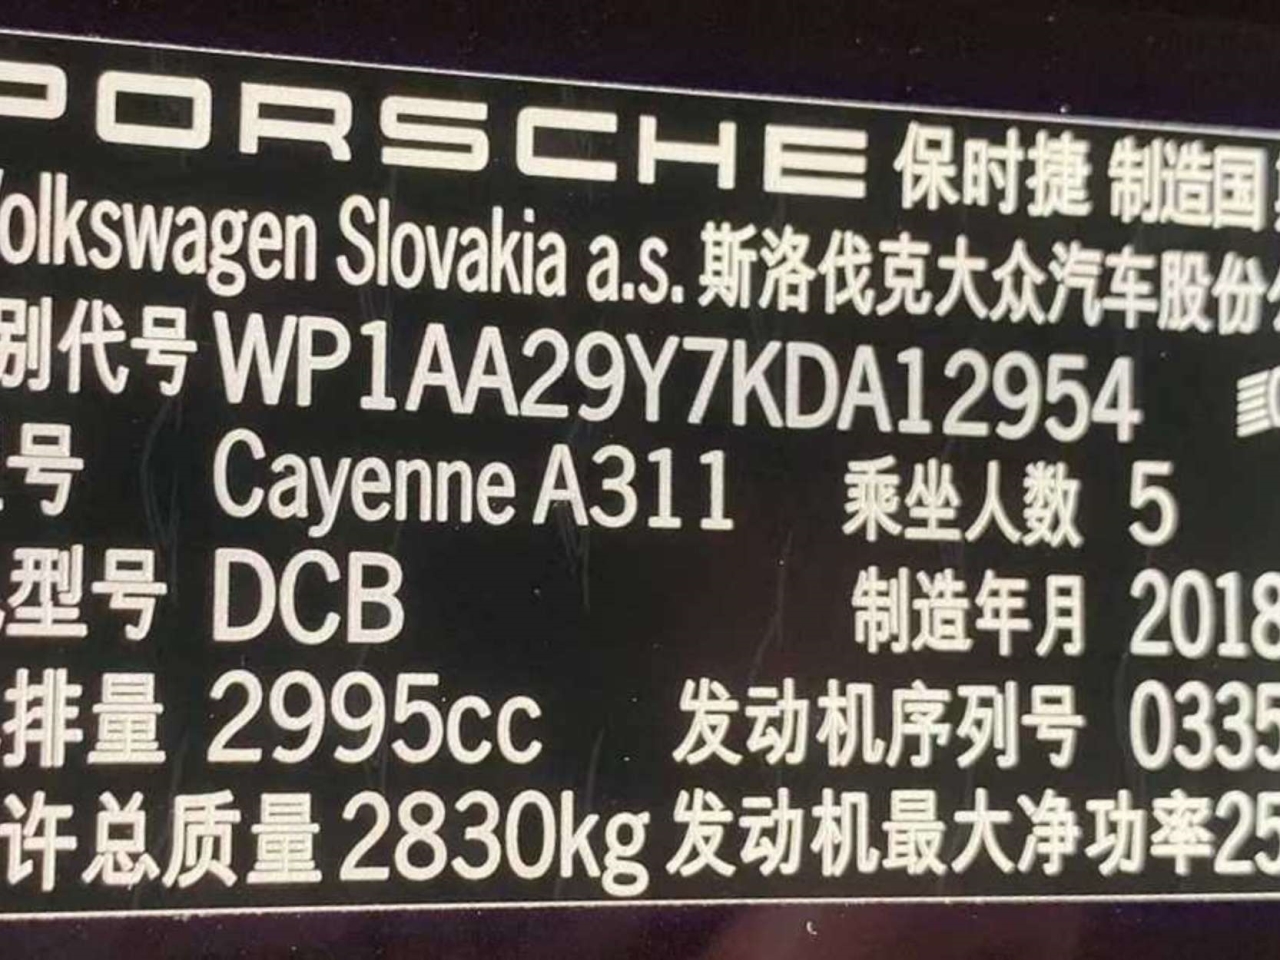 PORSCHE 保时捷 制造国
Volkswagen Slovakia a.s. 斯洛伐克大众汽车股份
别代号 WP1AA29Y7KDA12954
号 Cayenne A311 乘坐人数 5
型号 DCB 制造年月 2018
排量 2995cc 发动机序列号 0335
许总质量 2830kg 发动机最大净功率25